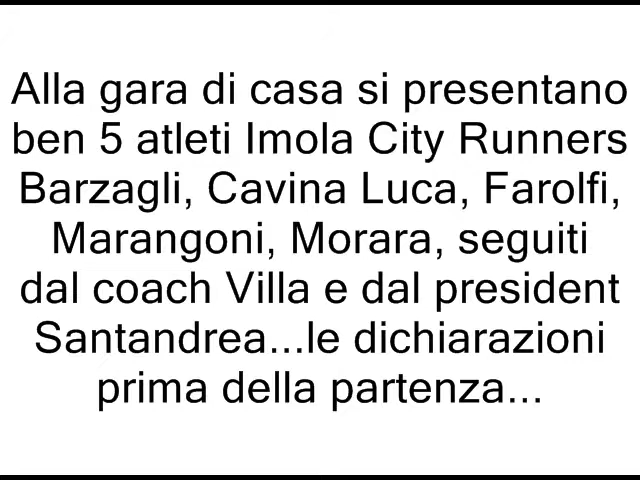 Alla gara di casa si presentano
ben 5 atleti Imola City Runners
Barzagli, Cavina Luca, Farolfi,
Marangoni, Morara, seguiti
dal coach Villa e dal president
Santandrea...le dichiarazioni
prima della partenza...